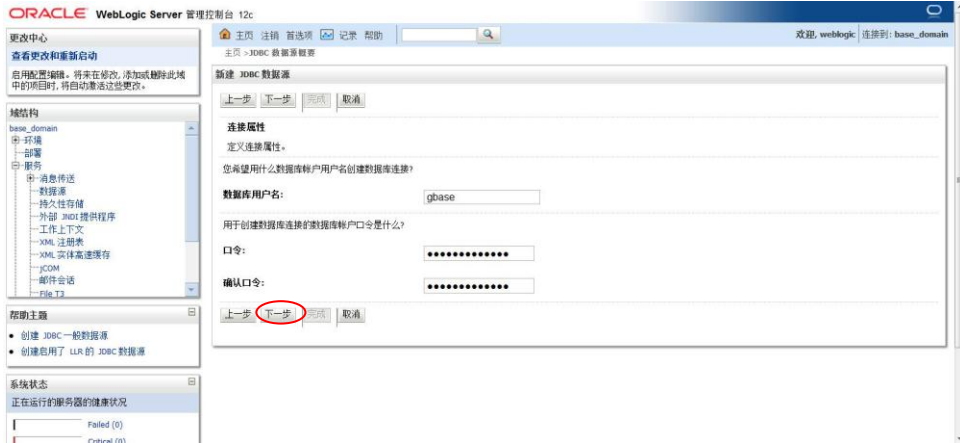 ORACLE WebLogic Server 管理控制台 12c
更改中心
查看更改和重新启动
启用配置编辑。将来在修改, 添加或删除此域
中的项目时, 将自动激活这些更改。
域结构
base_domain
环境
部署
服务
消息传送
数据源
持久性存储
外部 JNDI 提供程序
工作上下文
XML 注册表
XML 实体高速缓存
jCOM
邮件会话
File T3
帮助主题
创建 JDBC 一般数据源
创建启用了 LLR 的 JDBC 数据源
系统状态
正在运行的服务器的健康状况
Failed (0)
Critical (0)
主页 注销 首选项 记录 帮助
欢迎, weblogic 连接到: base_domain
主页 >JDBC 数据源概要
新建 JDBC 数据源
上一步 下一步 完成 取消
连接属性
定义连接属性。
您希望用什么数据库帐户用户名创建数据库连接?
数据库用户名: gbase
用于创建数据库连接的数据库帐户口令是什么?
口令: •••••••••••••
确认口令: •••••••••••••
上一步 下一步 完成 取消